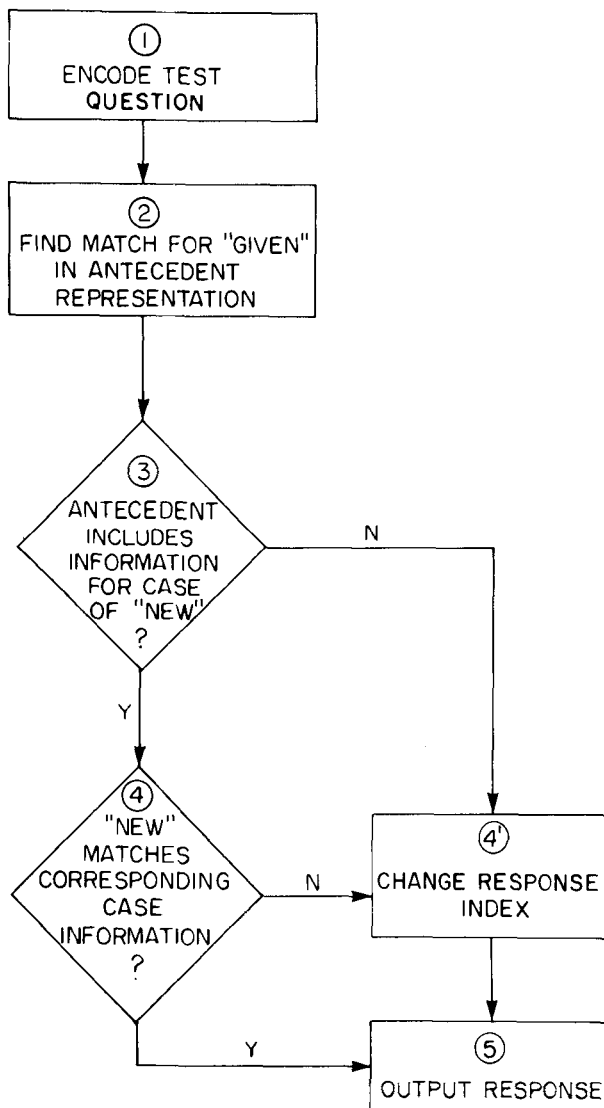 1
ENCODE TEST
QUESTION
2
FIND MATCH FOR "GIVEN"
IN ANTECEDENT
REPRESENTATION
3
ANTECEDENT
INCLUDES
INFORMATION
FOR CASE
OF "NEW"
?
N
Y
4
"NEW"
MATCHES
CORRESPONDING
CASE
INFORMATION
?
N
4'
CHANGE RESPONSE
INDEX
Y
5
OUTPUT RESPONSE